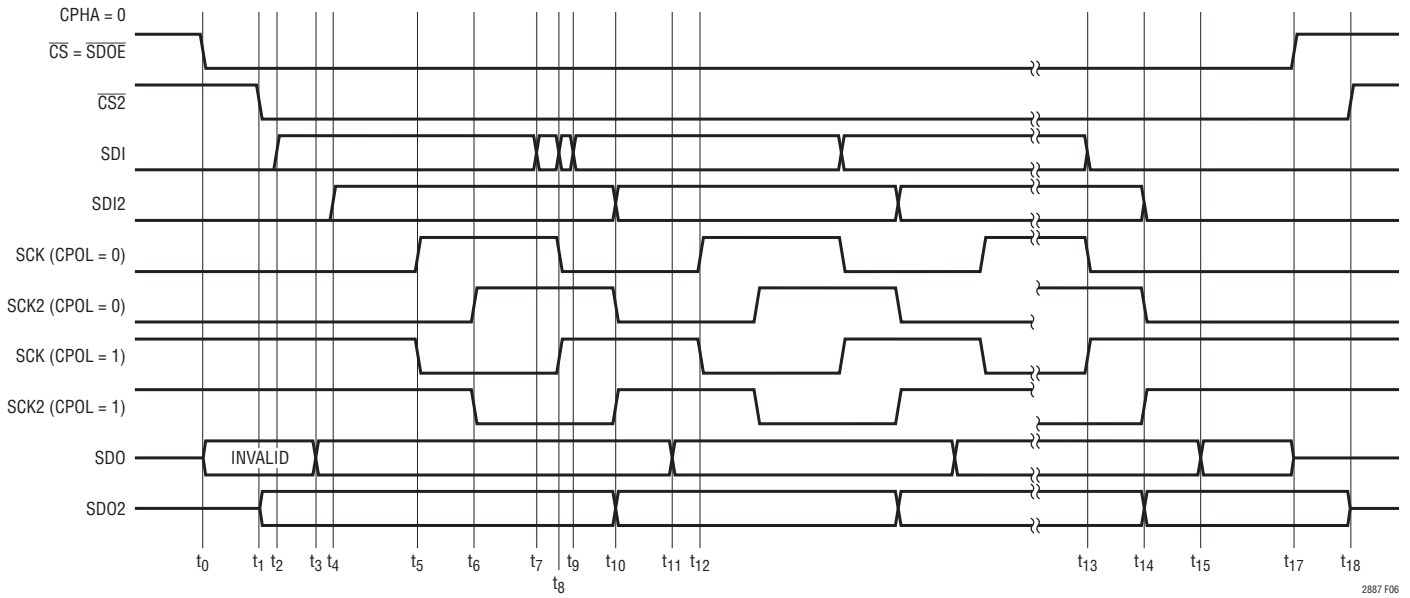 CPHA = 0
CS = SDOE
CS2
SDI
SDI2
SCK (CPOL = 0)
SCK2 (CPOL = 0)
SCK (CPOL = 1)
SCK2 (CPOL = 1)
SDO
INVALID
SDO2
t0 t1 t2 t3 t4 t5 t6 t7 t8 t9 t10 t11 t12 t13 t14 t15 t17 t18
2887 F06